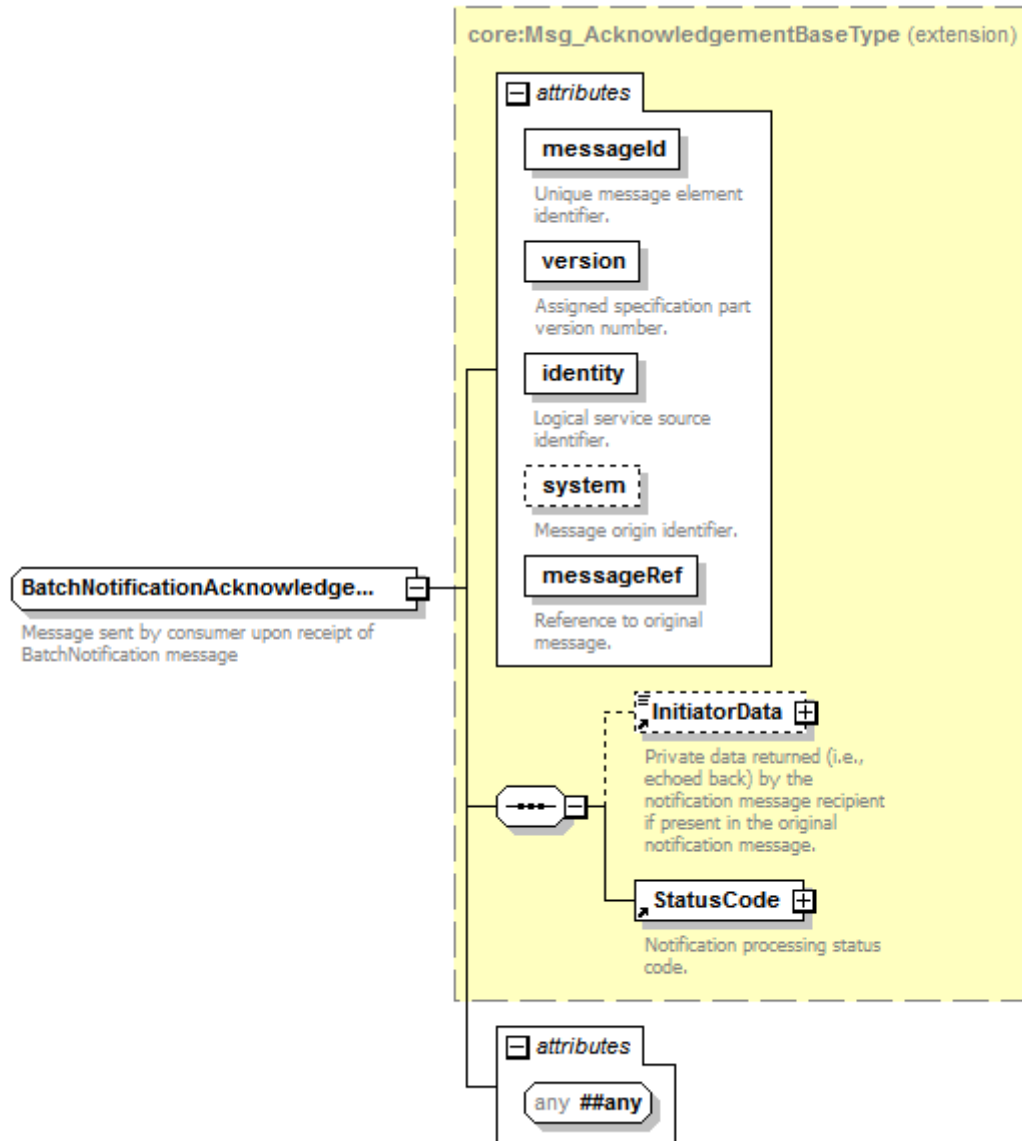 core:Msg_AcknowledgementBaseType (extension)
attributes
messageId
Unique message element
identifier.
version
Assigned specification part
version number.
identity
Logical service source
identifier.
system
Message origin identifier.
messageRef
Reference to original
message.
BatchNotificationAcknowledge...
Message sent by consumer upon receipt of
BatchNotification message
InitiatorData
Private data returned (i.e.,
echoed back) by the
notification message recipient
if present in the original
notification message.
StatusCode
Notification processing status
code.
attributes
any ##any